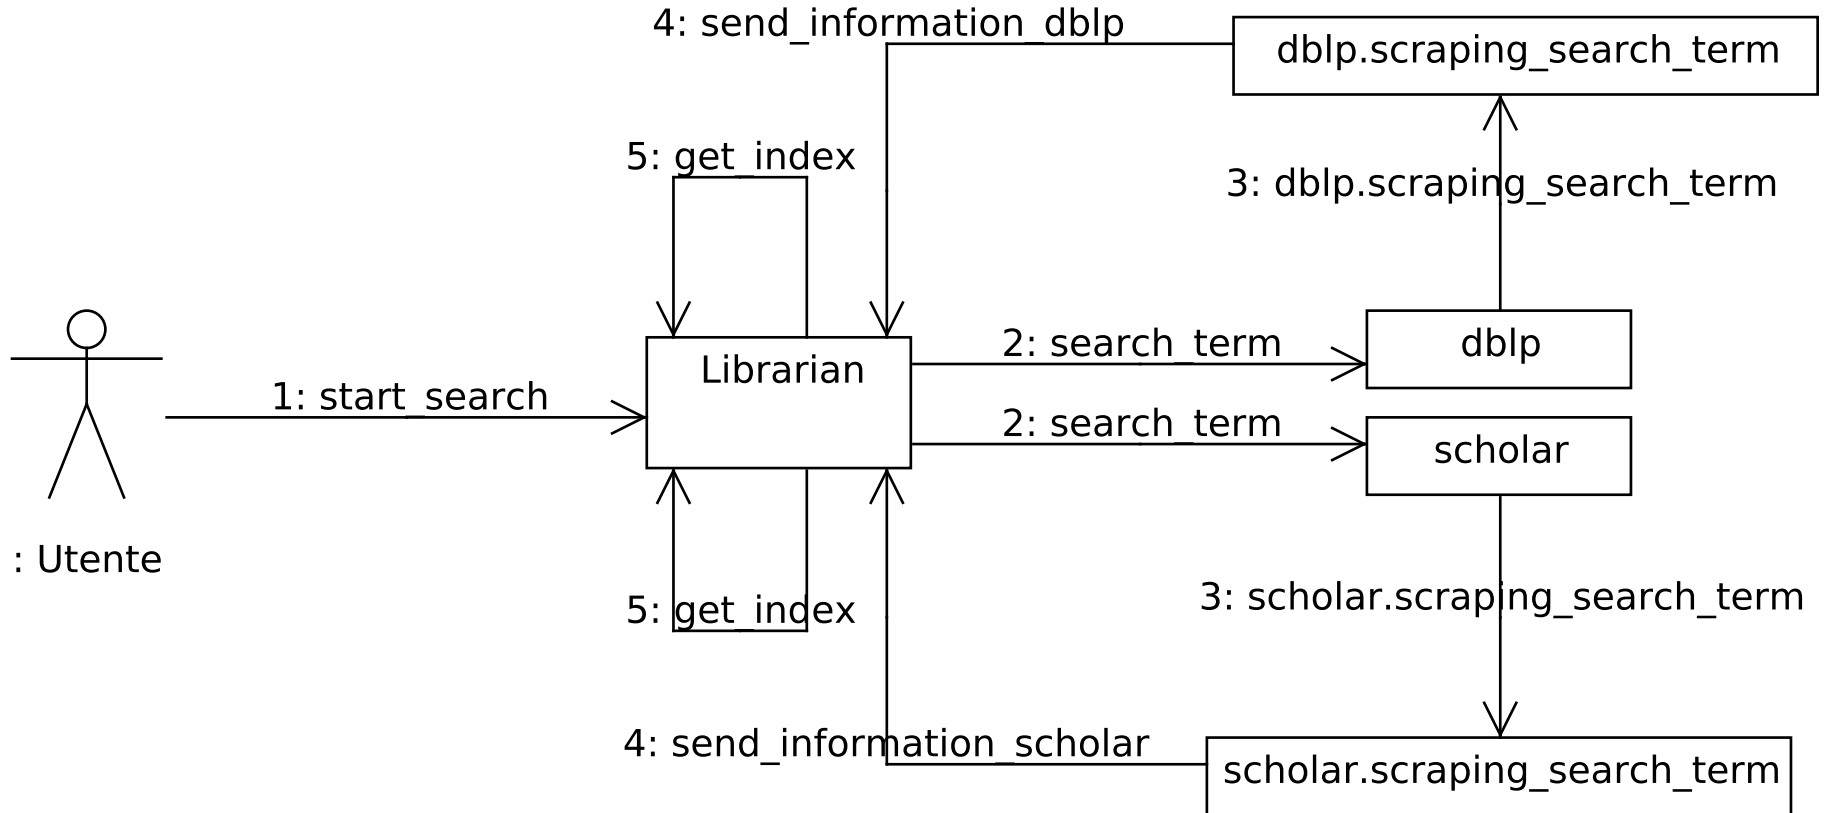 4: send_information_dblp
dblp.scraping_search_term
5: get_index
3: dblp.scraping_search_term
2: search_term
dblp
Librarian
1: start_search
2: search_term
scholar
: Utente
5: get_index
3: scholar.scraping_search_term
4: send_information_scholar
scholar.scraping_search_term